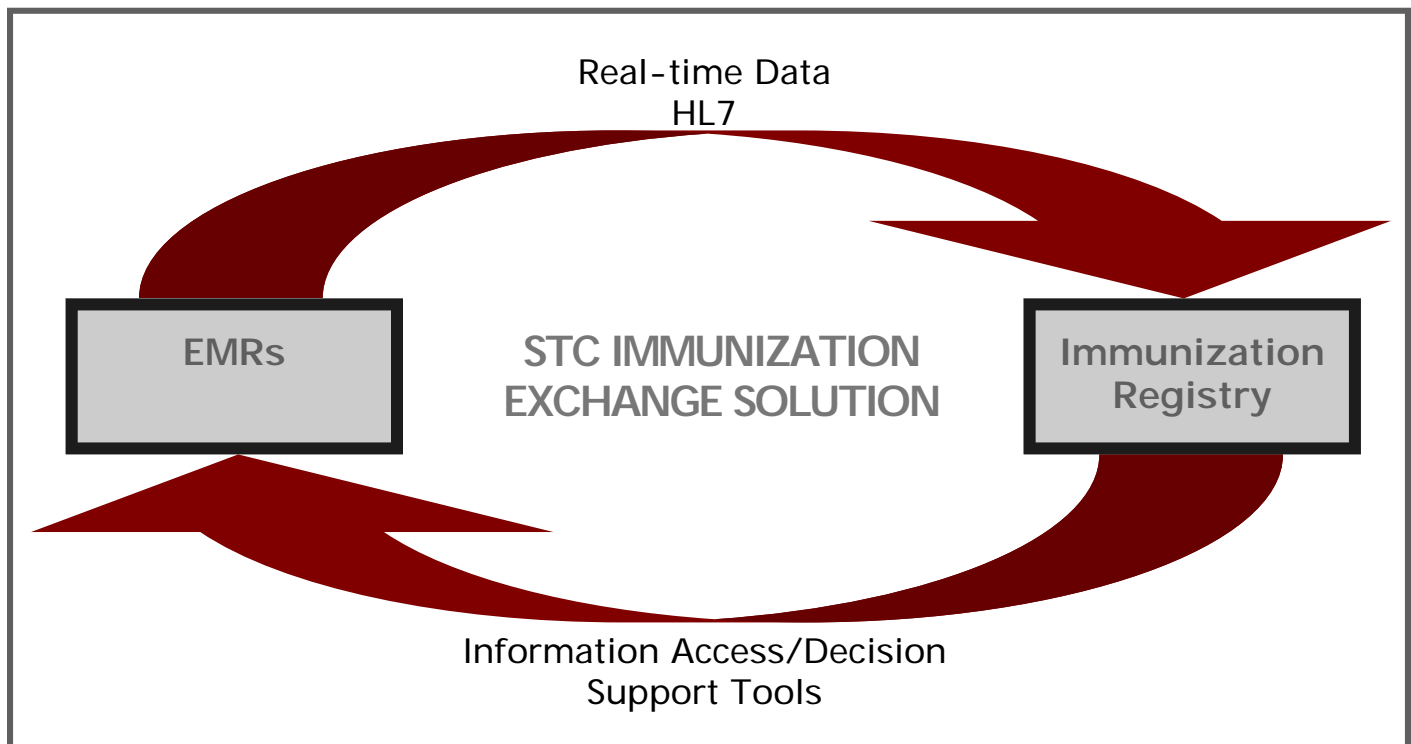 Real-time Data
HL7
EMRs
STC IMMUNIZATION
EXCHANGE SOLUTION
Immunization
Registry
Information Access/Decision
Support Tools